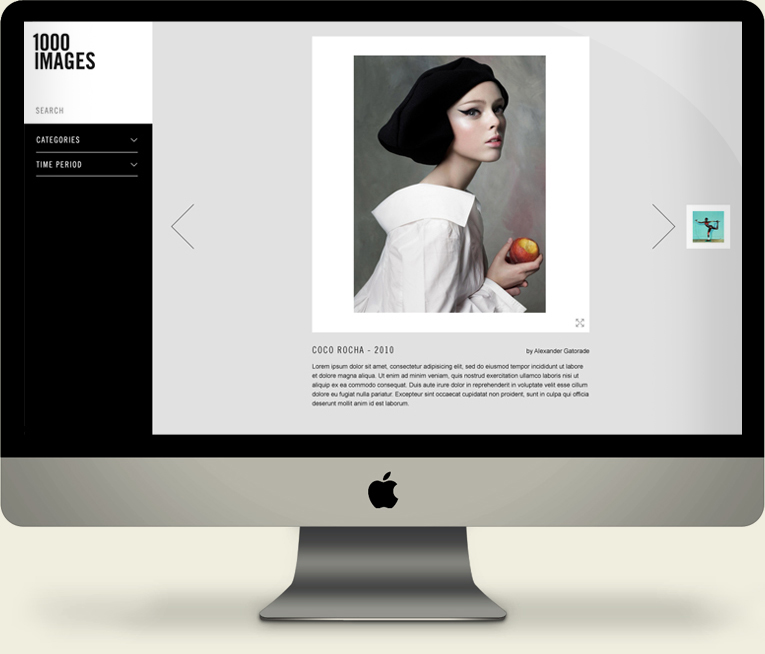 1000
IMAGES
SEARCH
CATEGORIES
TIME PERIOD
COCO ROCHA - 2010
by Alexander Gatorade
Lorem ipsum dolor sit amet, consectetur adipisicing elit, sed do eiusmod tempor incididunt ut labore
et dolore magna aliqua. Ut enim ad minim veniam, quis nostrud exercitation ullamco laboris nisi ut
aliquip ex ea commodo consequat. Duis aute irure dolor in reprehenderit in voluptate velit esse cillum
dolore eu fugiat nulla pariatur. Excepteur sint occaecat cupidatat non proident, sunt in culpa qui officia
deserunt mollit anim id est laborum.